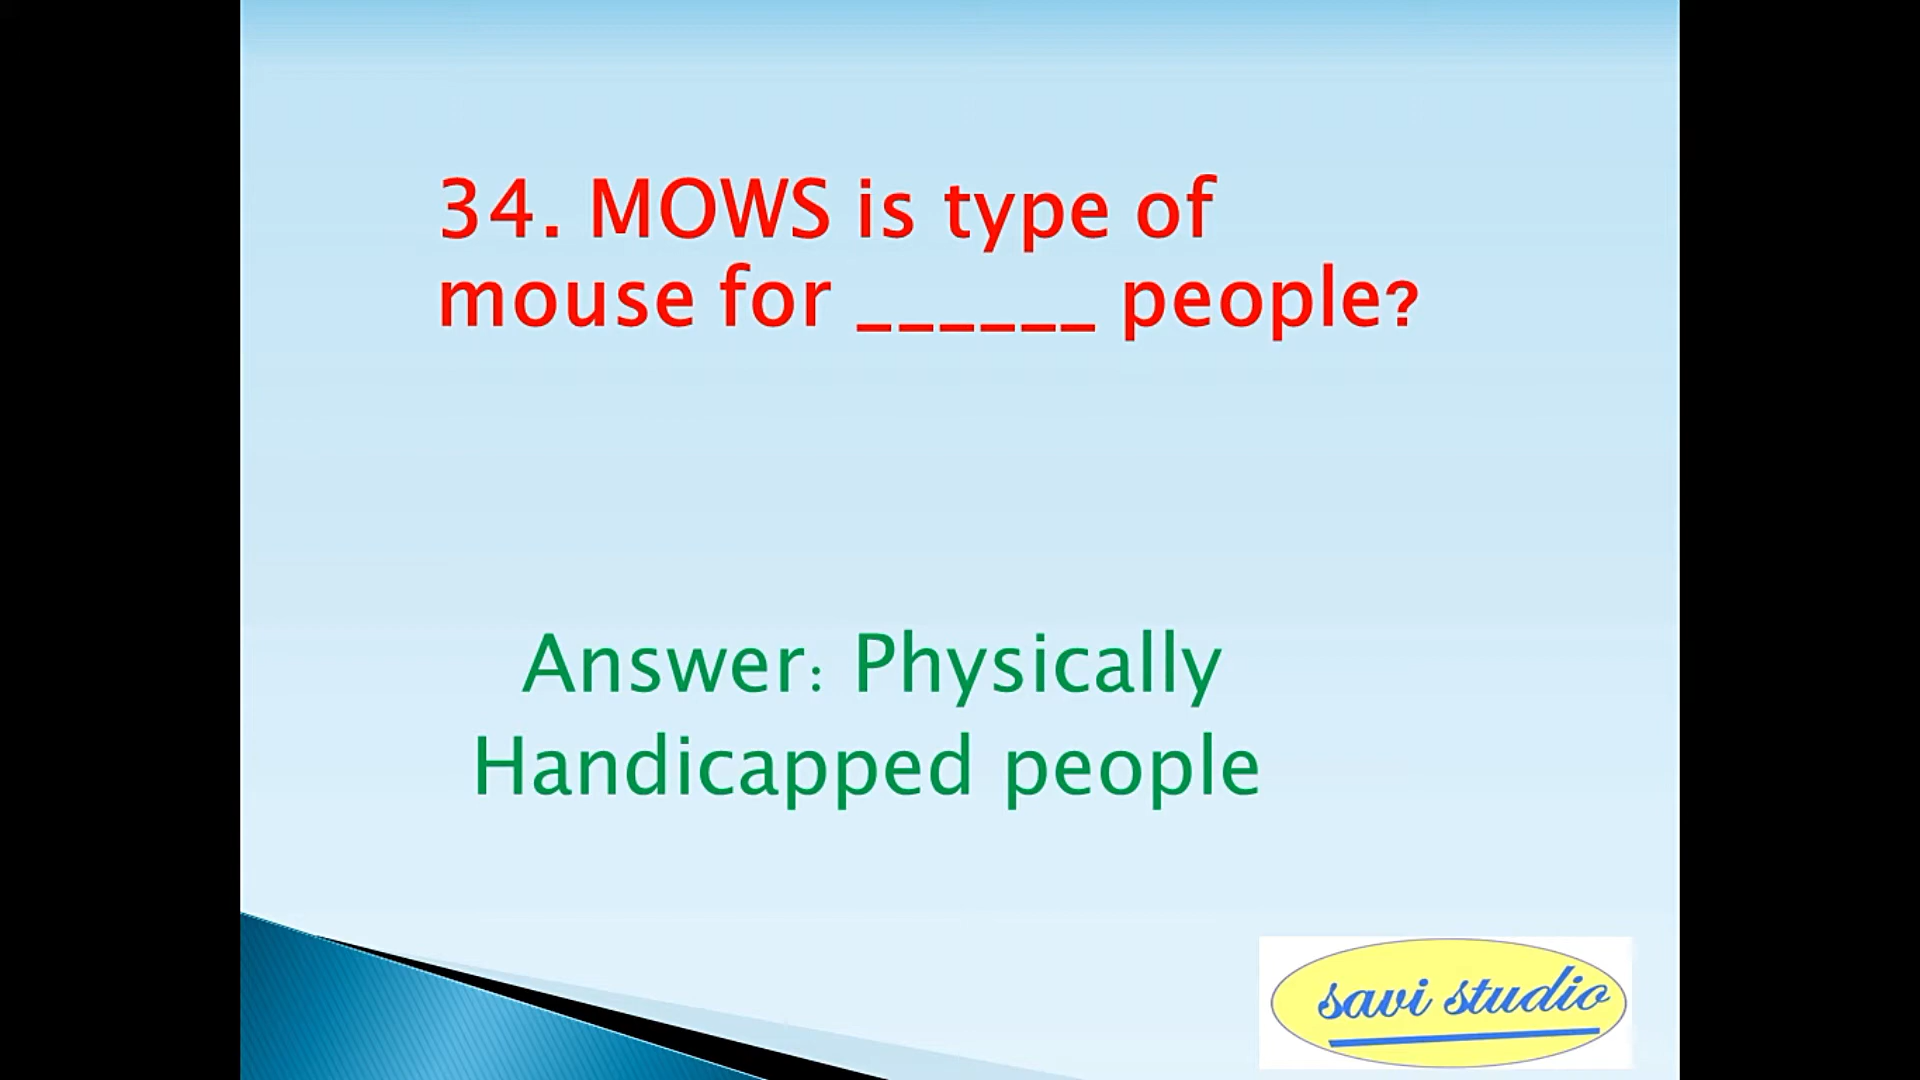 34. MOWS is type of
mouse for ______ people?
Answer: Physically
Handicapped people
savi studio